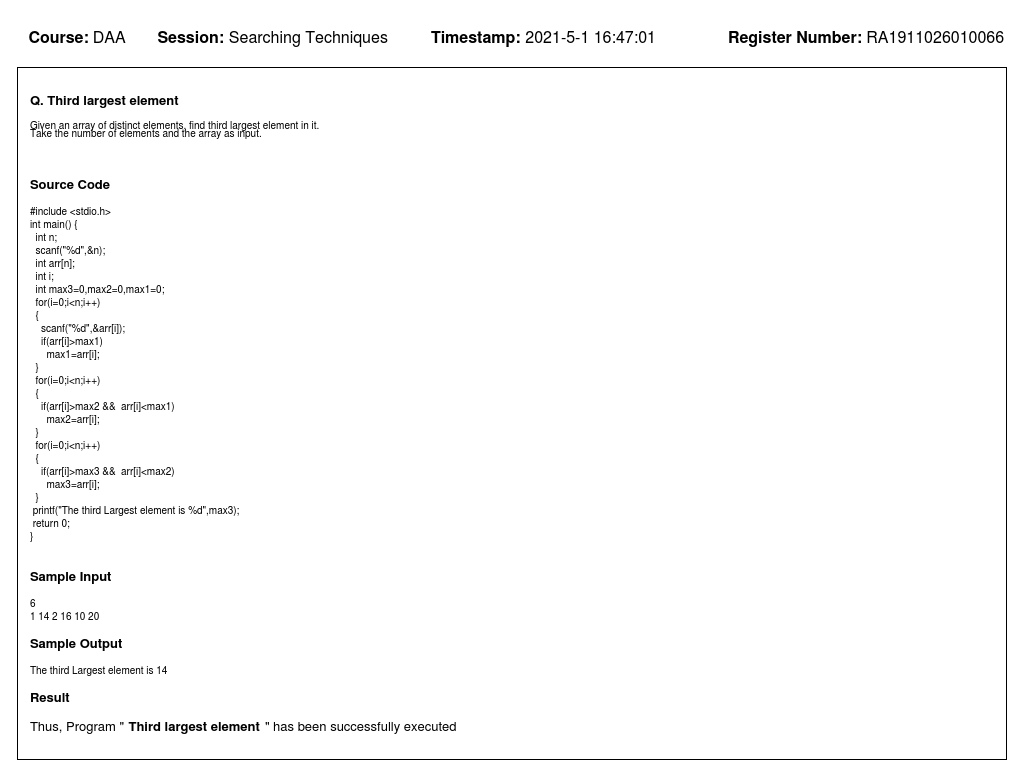 Course: DAA Session: Searching Techniques Timestamp: 2021-5-1 16:47:01 Register Number: RA1911026010066
Q. Third largest element
Given an array of distinct elements, find third largest element in it.
Take the number of elements and the array as input.
Source Code
#include <stdio.h>
int main() {
  int n;
  scanf("%d",&n);
  int arr[n];
  int i;
  int max3=0,max2=0,max1=0;
  for(i=0;i<n;i++)
  {
    scanf("%d",&arr[i]);
    if(arr[i]>max1)
      max1=arr[i];
  }
  for(i=0;i<n;i++)
  {
    if(arr[i]>max2 &&  arr[i]<max1)
      max2=arr[i];
  }
  for(i=0;i<n;i++)
  {
    if(arr[i]>max3 &&  arr[i]<max2)
      max3=arr[i];
  }
 printf("The third Largest element is %d",max3);
 return 0;
}
Sample Input
6
1 14 2 16 10 20
Sample Output
The third Largest element is 14
Result
Thus, Program " Third largest element " has been successfully executed